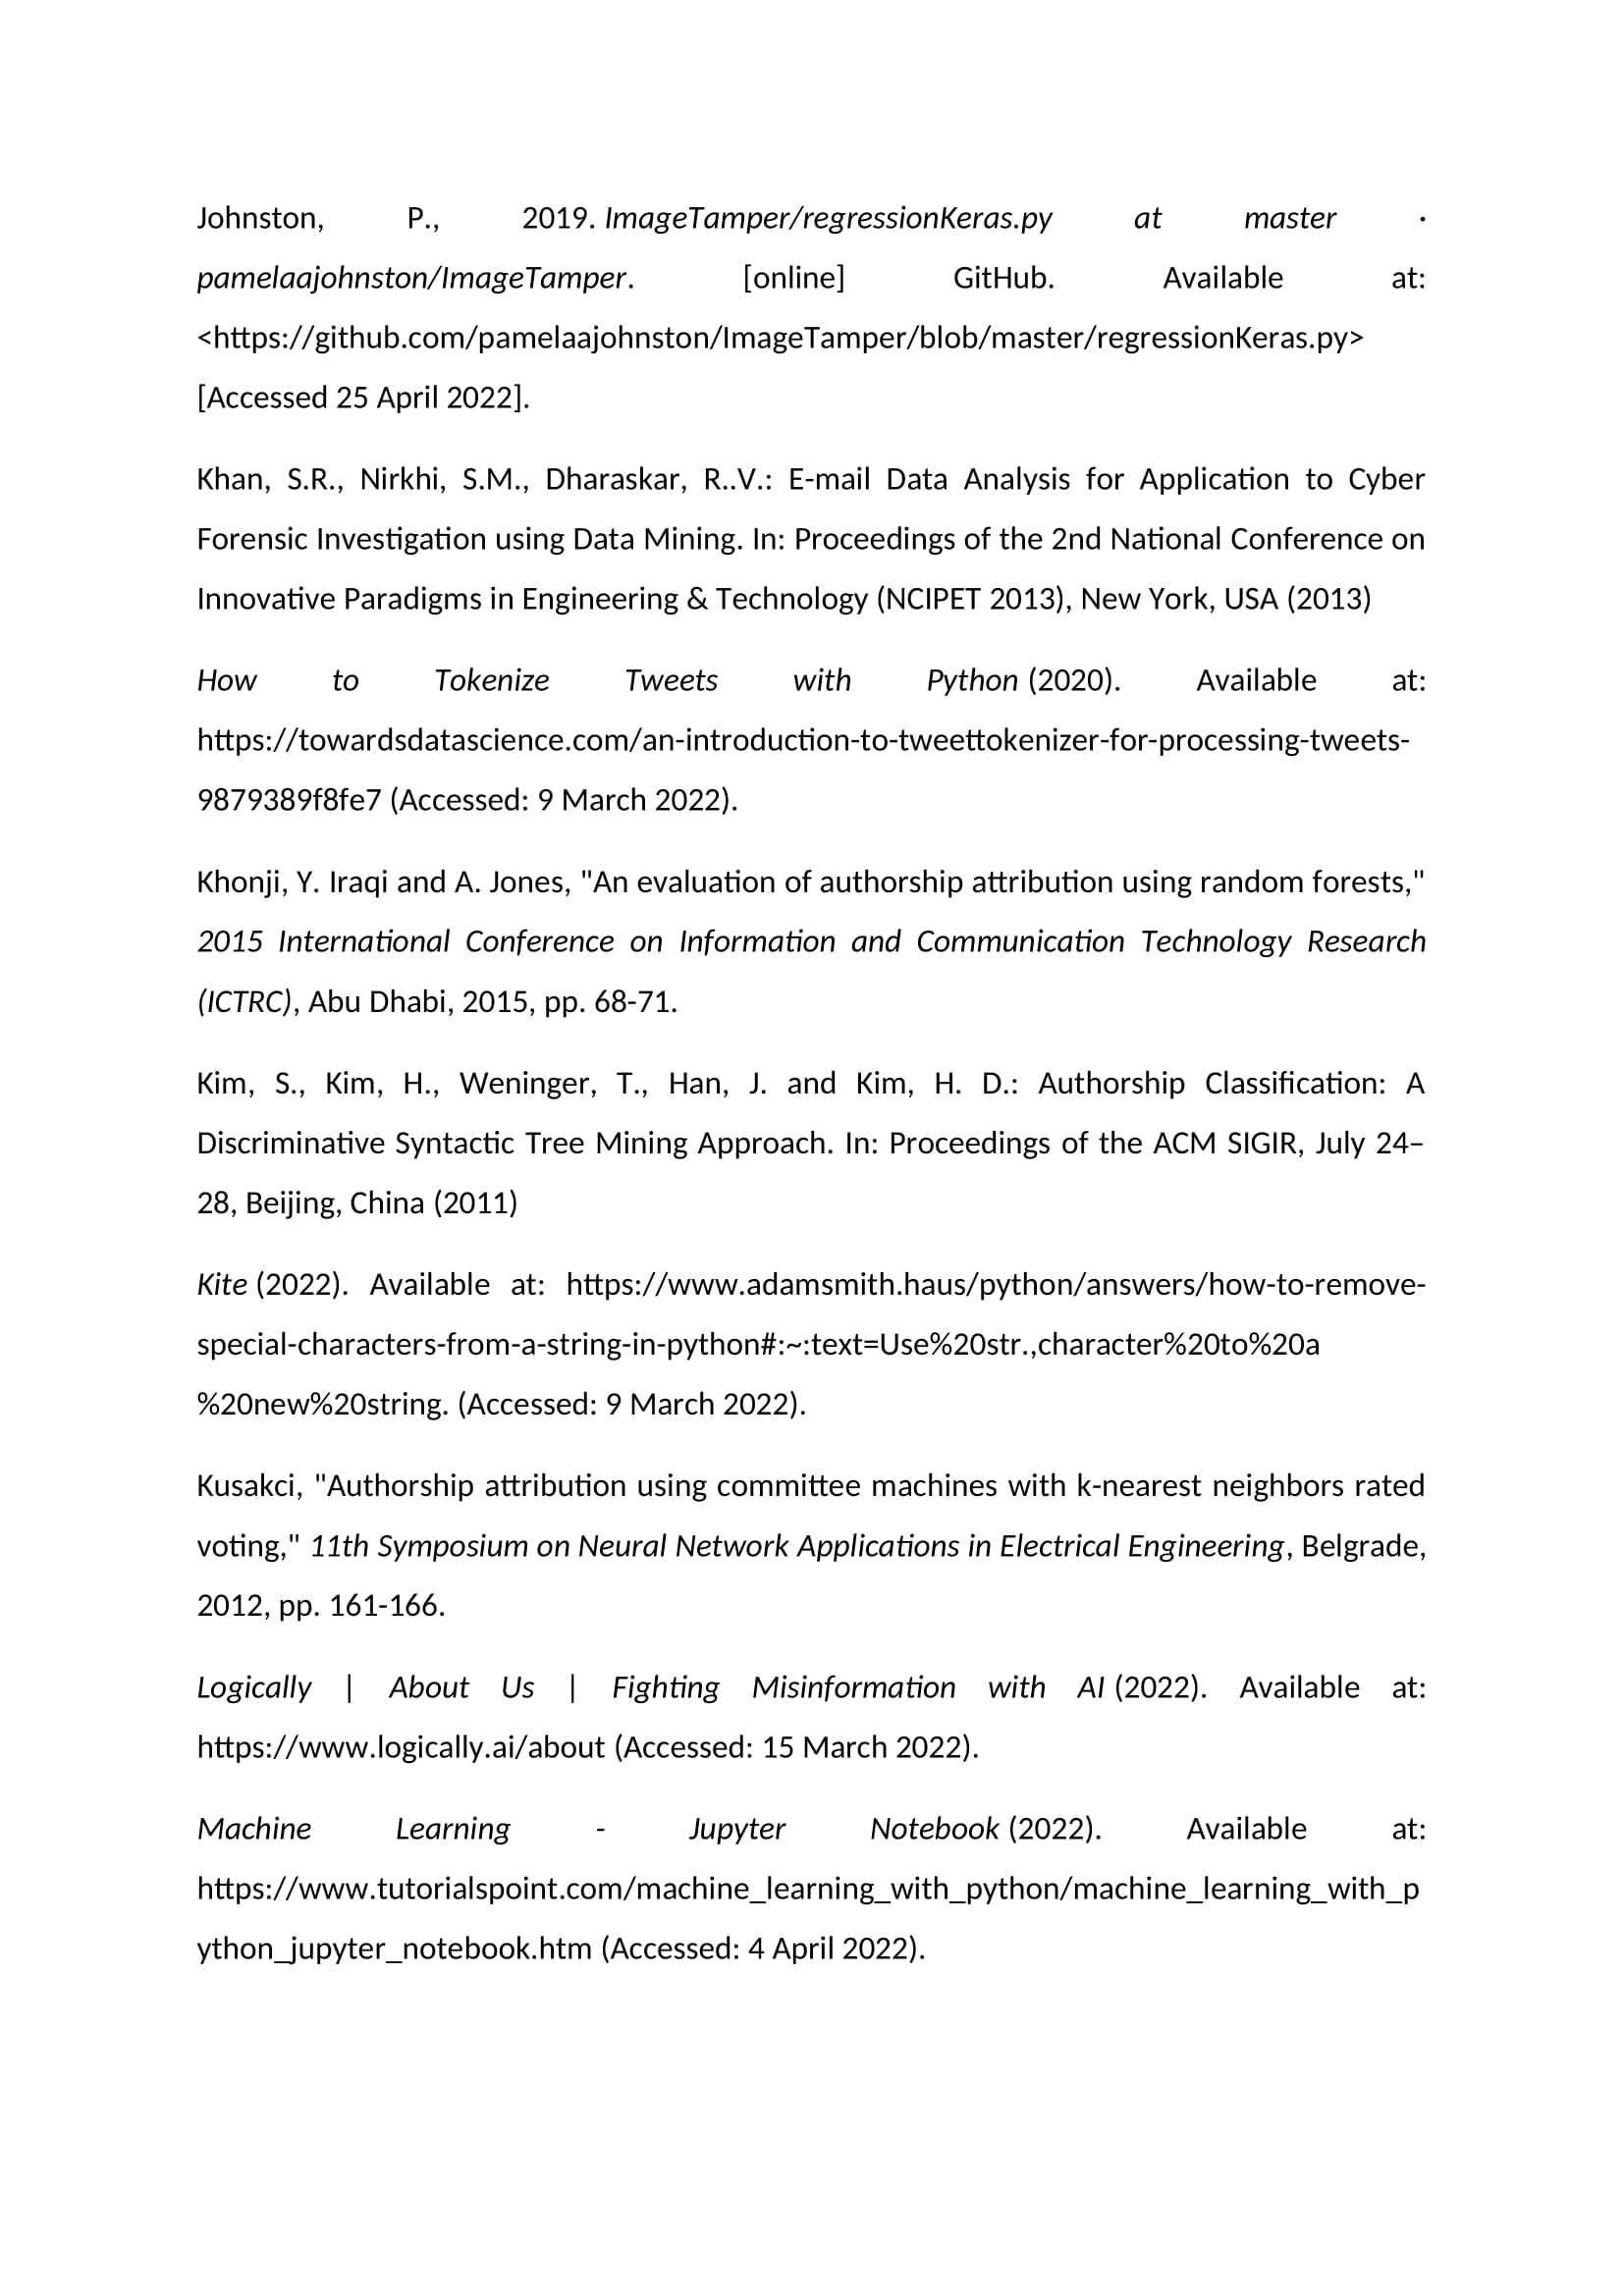 Johnston, P., 2019. ImageTamper/regressionKeras.py at master ·
pamelaajohnston/ImageTamper. [online] GitHub. Available at:
<https://github.com/pamelaajohnston/ImageTamper/blob/master/regressionKeras.py>
[Accessed 25 April 2022].
Khan, S.R., Nirkhi, S.M., Dharaskar, R..V.: E-mail Data Analysis for Application to Cyber
Forensic Investigation using Data Mining. In: Proceedings of the 2nd National Conference on
Innovative Paradigms in Engineering & Technology (NCIPET 2013), New York, USA (2013)
How to Tokenize Tweets with Python (2020). Available at:
https://towardsdatascience.com/an-introduction-to-tweettokenizer-for-processing-tweets-
9879389f8fe7 (Accessed: 9 March 2022).
Khonji, Y. Iraqi and A. Jones, "An evaluation of authorship attribution using random forests,"
2015 International Conference on Information and Communication Technology Research
(ICTRC), Abu Dhabi, 2015, pp. 68-71.
Kim, S., Kim, H., Weninger, T., Han, J. and Kim, H. D.: Authorship Classification: A
Discriminative Syntactic Tree Mining Approach. In: Proceedings of the ACM SIGIR, July 24–
28, Beijing, China (2011)
Kite (2022). Available at: https://www.adamsmith.haus/python/answers/how-to-remove-
special-characters-from-a-string-in-python#:~:text=Use%20str.,character%20to%20a
%20new%20string. (Accessed: 9 March 2022).
Kusakci, "Authorship attribution using committee machines with k-nearest neighbors rated
voting," 11th Symposium on Neural Network Applications in Electrical Engineering, Belgrade,
2012, pp. 161-166.
Logically | About Us | Fighting Misinformation with AI (2022). Available at:
https://www.logically.ai/about (Accessed: 15 March 2022).
Machine Learning - Jupyter Notebook (2022). Available at:
https://www.tutorialspoint.com/machine_learning_with_python/machine_learning_with_p
ython_jupyter_notebook.htm (Accessed: 4 April 2022).